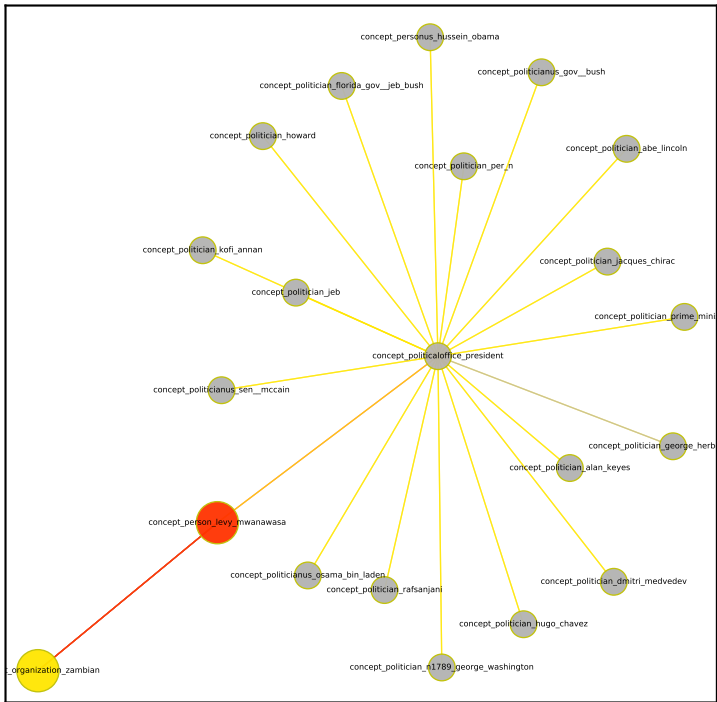 concept_personus_hussein_obama
concept_politicianus_gov__bush
concept_politician_florida_gov__jeb_bush
concept_politician_howard
concept_politician_abe_lincoln
concept_politician_per_n
concept_politician_kofi_annan
concept_politician_jacques_chirac
concept_politician_jeb
concept_politician_prime_mini
concept_politicaloffice_president
concept_politicianus_sen__mccain
concept_politician_george_herb
concept_politician_alan_keyes
concept_person_levy_mwanawasa
concept_politicianus_osama_bin_laden
concept_politician_dmitri_medvedev
concept_politician_rafsanjani
concept_politician_hugo_chavez
concept_politician_n1789_george_washington
t_organization_zambian